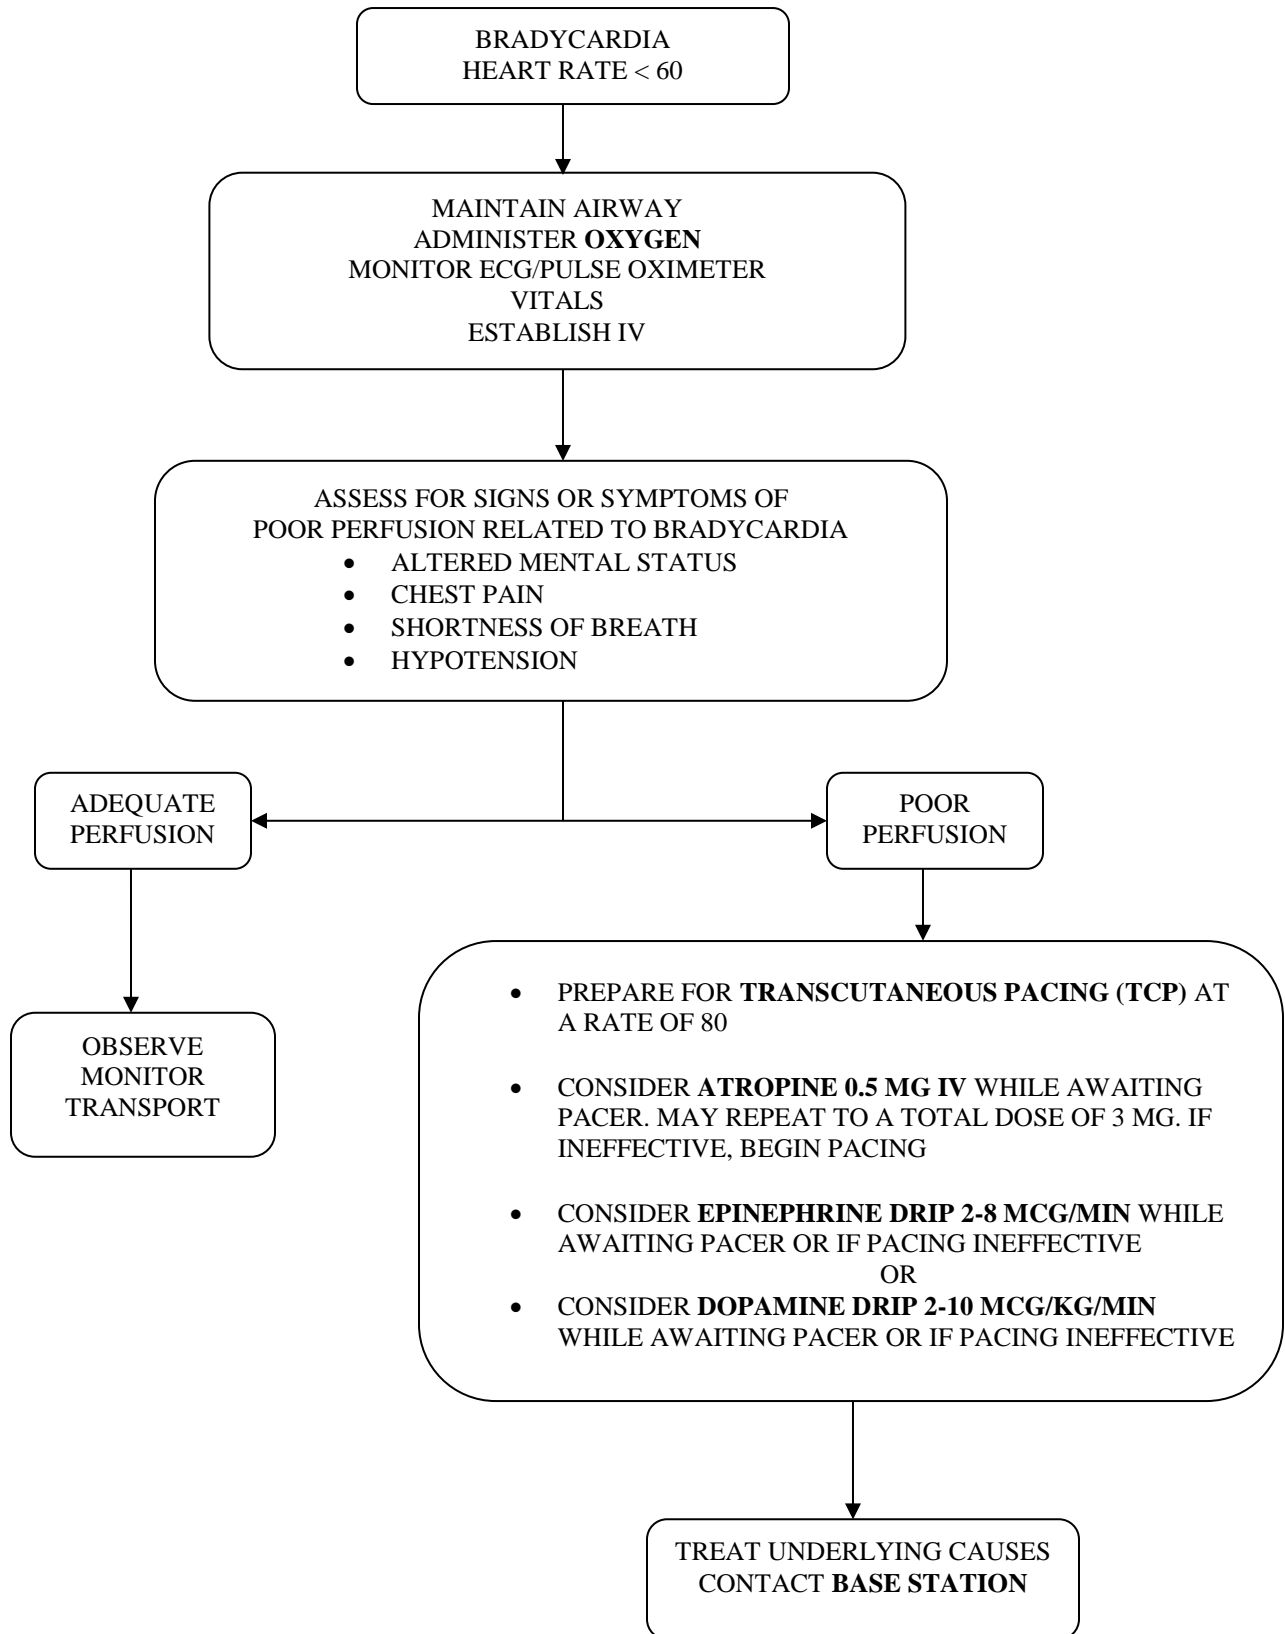 BRADYCARDIA
HEART RATE < 60
MAINTAIN AIRWAY
ADMINISTER OXYGEN
MONITOR ECG/PULSE OXIMETER
VITALS
ESTABLISH IV
ASSESS FOR SIGNS OR SYMPTOMS OF
POOR PERFUSION RELATED TO BRADYCARDIA
• ALTERED MENTAL STATUS
• CHEST PAIN
• SHORTNESS OF BREATH
• HYPOTENSION
ADEQUATE
PERFUSION
POOR
PERFUSION
OBSERVE
MONITOR
TRANSPORT
• PREPARE FOR TRANSCUTANEOUS PACING (TCP) AT
A RATE OF 80
• CONSIDER ATROPINE 0.5 MG IV WHILE AWAITING
PACER. MAY REPEAT TO A TOTAL DOSE OF 3 MG. IF
INEFFECTIVE, BEGIN PACING
• CONSIDER EPINEPHRINE DRIP 2-8 MCG/MIN WHILE
AWAITING PACER OR IF PACING INEFFECTIVE
OR
• CONSIDER DOPAMINE DRIP 2-10 MCG/KG/MIN
WHILE AWAITING PACER OR IF PACING INEFFECTIVE
TREAT UNDERLYING CAUSES
CONTACT BASE STATION